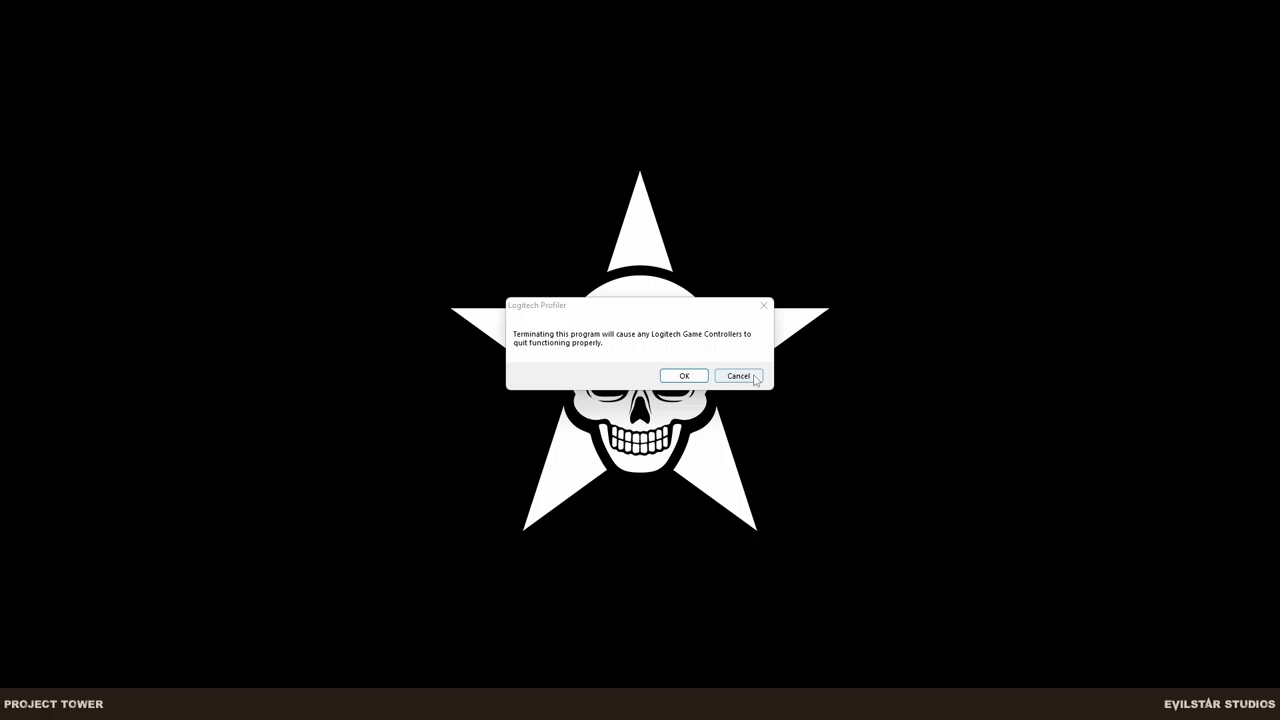 Logitech Profiler
Terminating this program will cause any Logitech Game Controllers to
quit functioning properly.
OK
Cancel
PROJECT TOWER
EVILSTAR STUDIOS